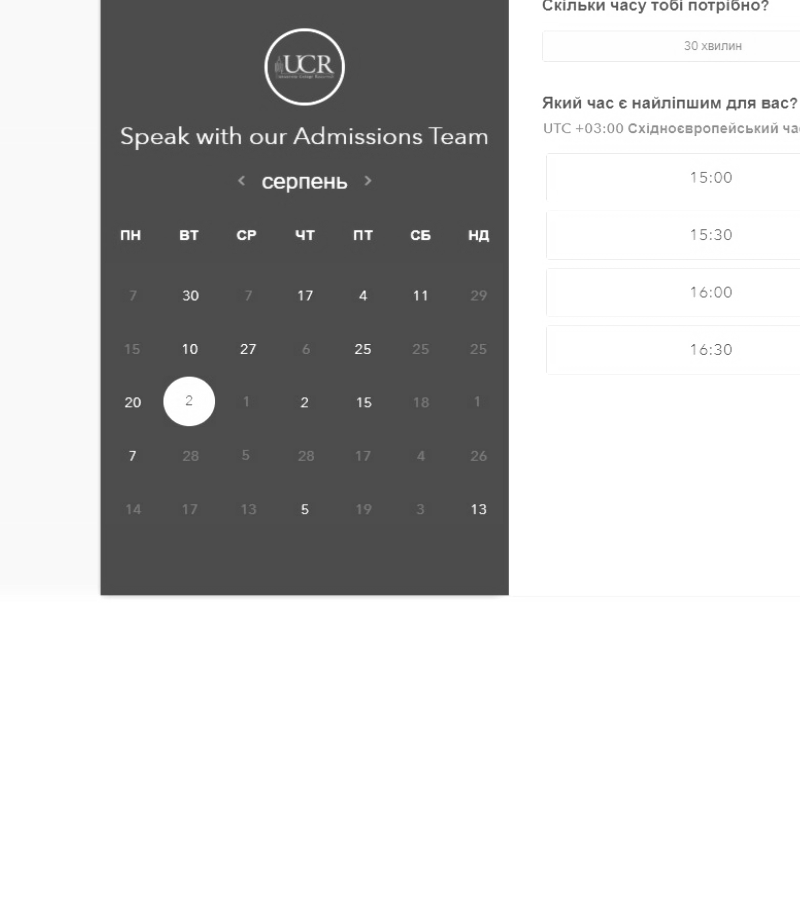 Скільки часу тобі потрібно?
30 хвилин
UCR
Speak with our Admissions Team
< серпень >
ПН ВТ СР ЧТ ПТ СБ НД
7 30 7 17 4 11 29
15 10 27 6 25 25 25
20 2 1 2 15 18 1
7 28 5 28 17 4 26
14 17 13 5 19 3 13
Який час є найліпшим для вас?
UTC +03:00 Східноєвропейський ча
15:00
15:30
16:00
16:30